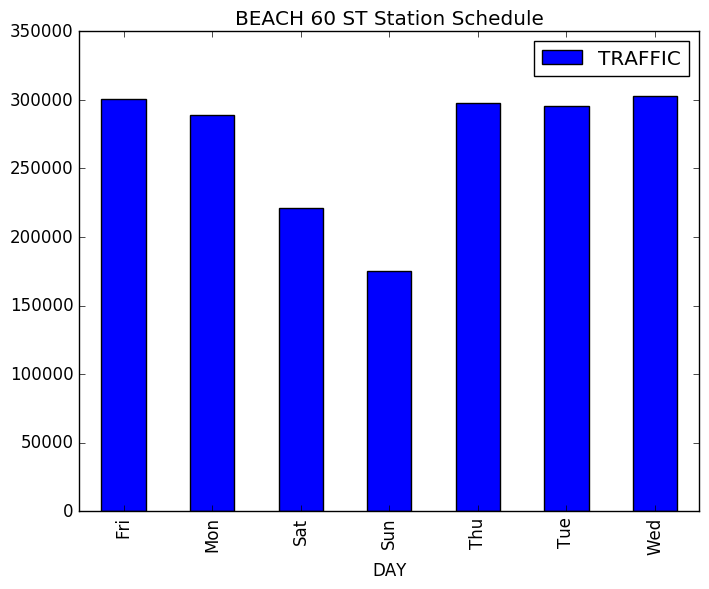 BEACH 60 ST Station Schedule
TRAFFIC
350000
300000
250000
200000
150000
100000
50000
0
Fri
Mon
Sat
Sun
Thu
Tue
Wed
DAY